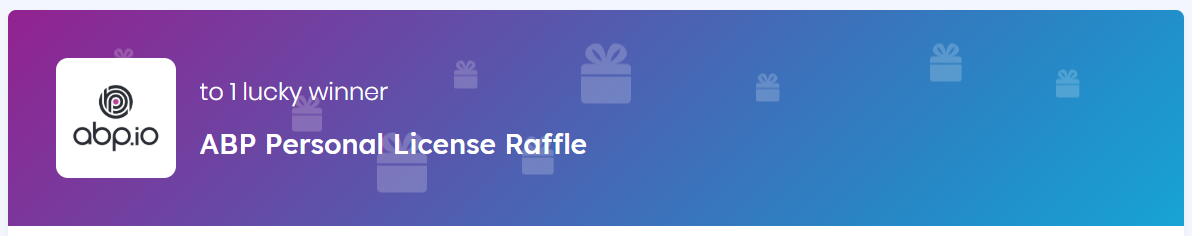 abp.io
to 1 lucky winner
ABP Personal License Raffle